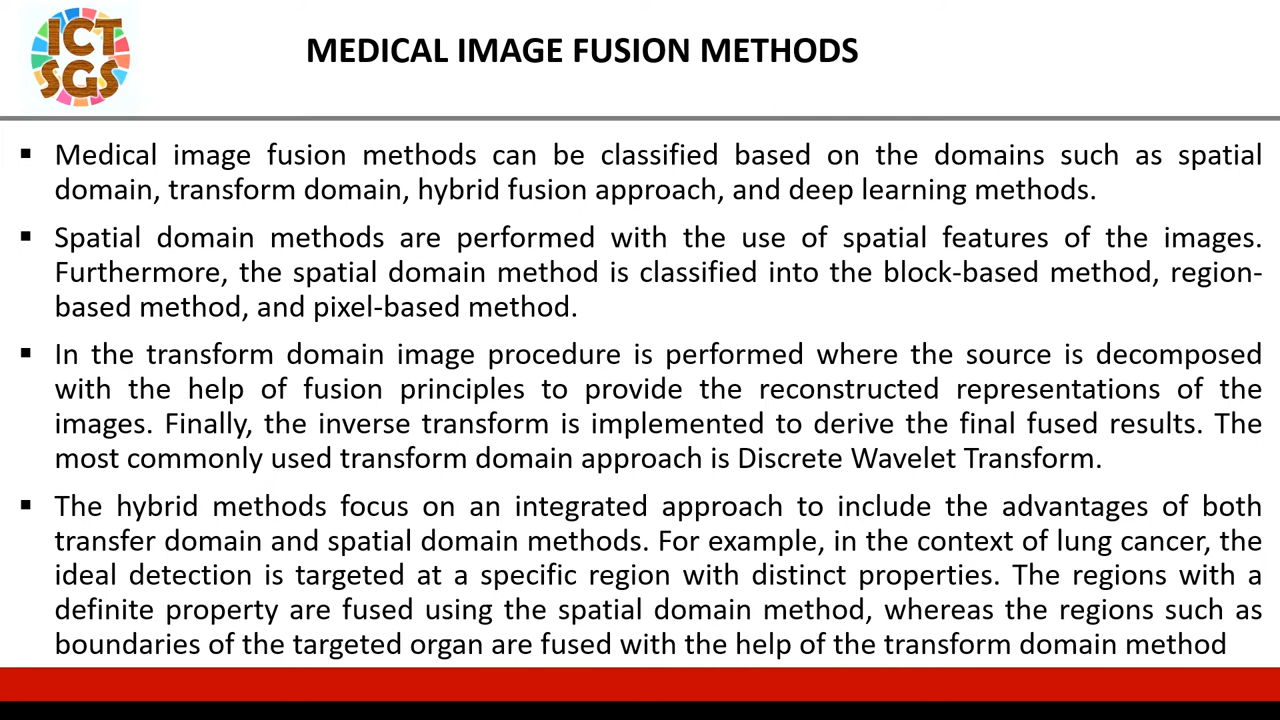 ICT
SGS
MEDICAL IMAGE FUSION METHODS
▪ Medical image fusion methods can be classified based on the domains such as spatial
domain, transform domain, hybrid fusion approach, and deep learning methods.
▪ Spatial domain methods are performed with the use of spatial features of the images.
Furthermore, the spatial domain method is classified into the block-based method, region-
based method, and pixel-based method.
▪ In the transform domain image procedure is performed where the source is decomposed
with the help of fusion principles to provide the reconstructed representations of the
images. Finally, the inverse transform is implemented to derive the final fused results. The
most commonly used transform domain approach is Discrete Wavelet Transform.
▪ The hybrid methods focus on an integrated approach to include the advantages of both
transfer domain and spatial domain methods. For example, in the context of lung cancer, the
ideal detection is targeted at a specific region with distinct properties. The regions with a
definite property are fused using the spatial domain method, whereas the regions such as
boundaries of the targeted organ are fused with the help of the transform domain method